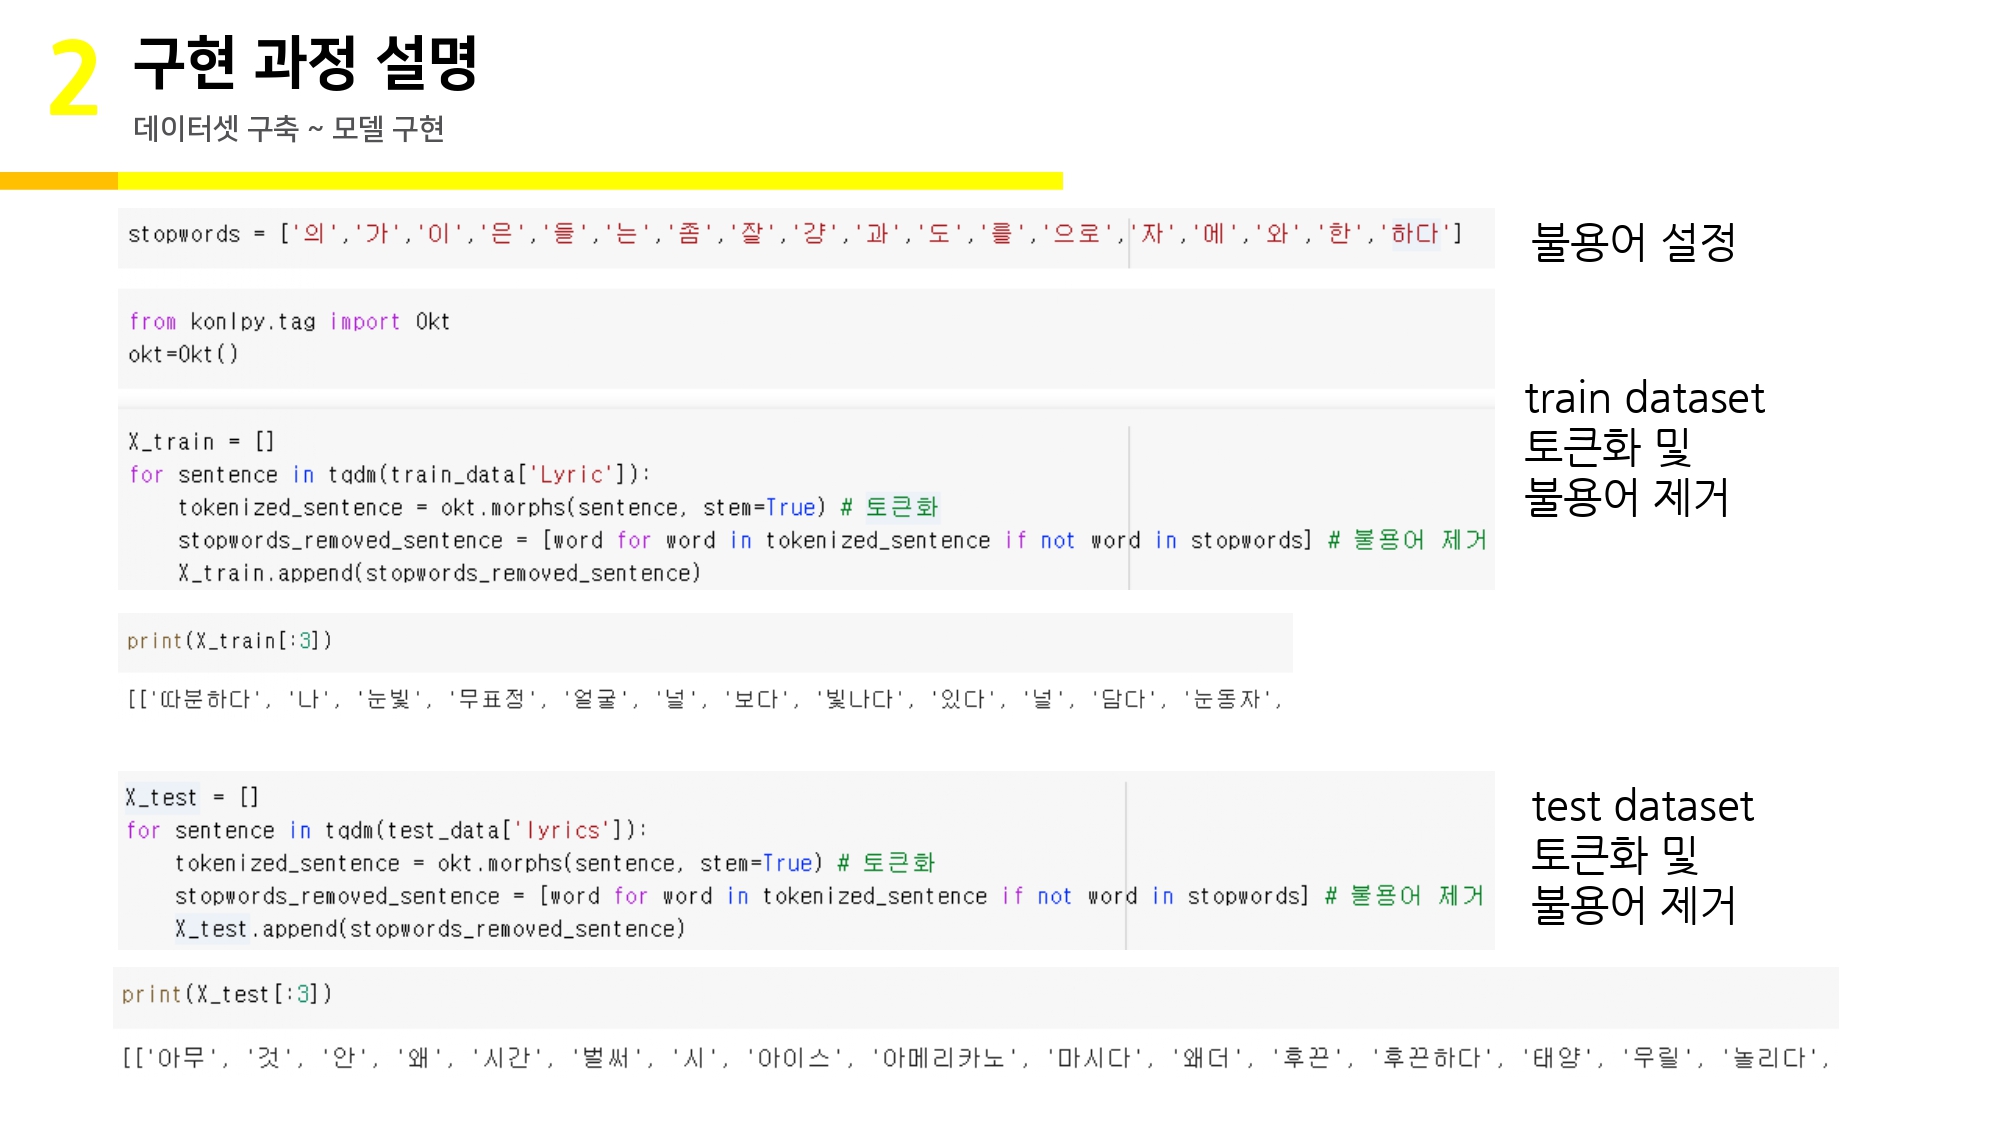 2
구현 과정 설명
데이터셋 구축 ~ 모델 구현
stopwords = ['의','가','이','은','들','는','좀','잘','걍','과','도','를','으로','자','에','와','한','하다']
불용어 설정
from konlpy.tag import Okt
okt=Okt()
X_train = []
for sentence in tqdm(train_data['Lyric']):
    tokenized_sentence = okt.morphs(sentence, stem=True) # 토큰화
    stopwords_removed_sentence = [word for word in tokenized_sentence if not word in stopwords] # 불용어 제거
    X_train.append(stopwords_removed_sentence)
train dataset
토큰화 및
불용어 제거
print(X_train[:3])
[['따분하다', '나', '눈빛', '무표정', '얼굴', '널', '보다', '빛나다', '있다', '널', '담다', '눈동자',
X_test = []
for sentence in tqdm(test_data['lyrics']):
    tokenized_sentence = okt.morphs(sentence, stem=True) # 토큰화
    stopwords_removed_sentence = [word for word in tokenized_sentence if not word in stopwords] # 불용어 제거
    X_test.append(stopwords_removed_sentence)
test dataset
토큰화 및
불용어 제거
print(X_test[:3])
[['아무', '것', '안', '왜', '시간', '벌써', '시', '아이스', '아메리카노', '마시다', '왜더', '후끈', '후끈하다', '태양', '우릴', '놀리다',